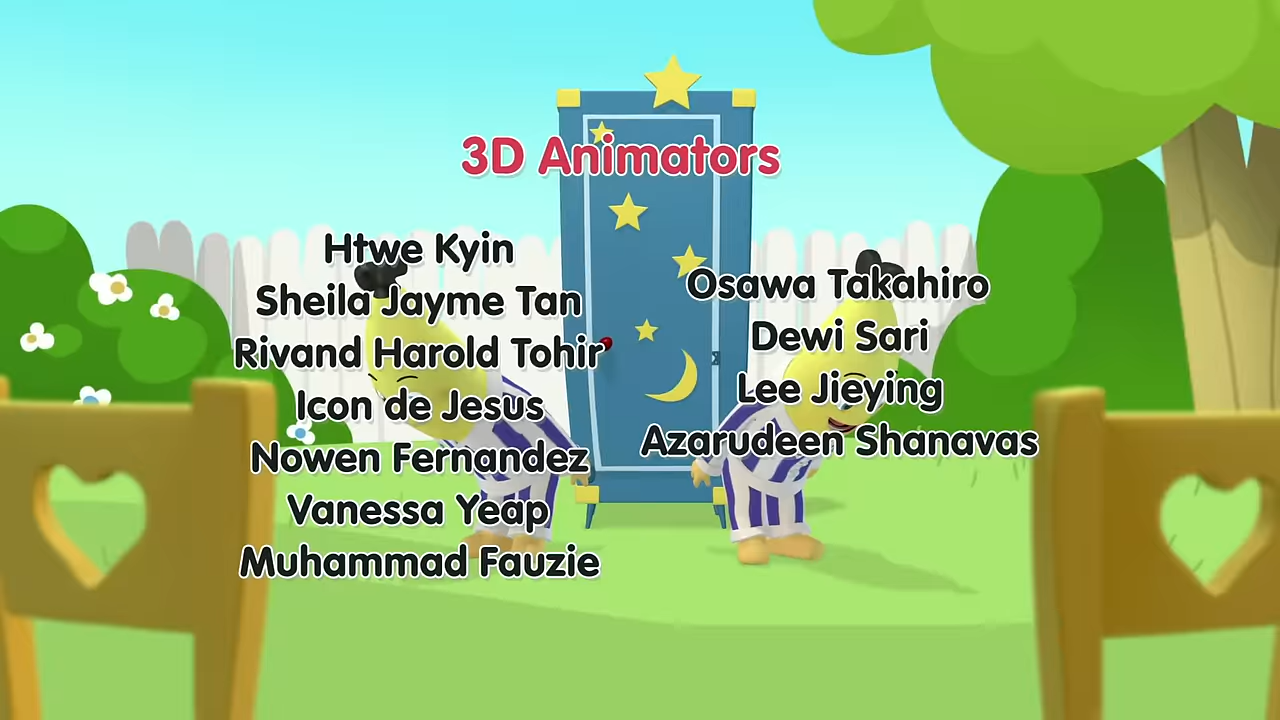 3D Animators
Htwe Kyin
Sheila Jayme Tan
Rivand Harold Tohir
Icon de Jesus
Nowen Fernandez
Vanessa Yeap
Muhammad Fauzie
Osawa Takahiro
Dewi Sari
Lee Jieying
Azarudeen Shanavas